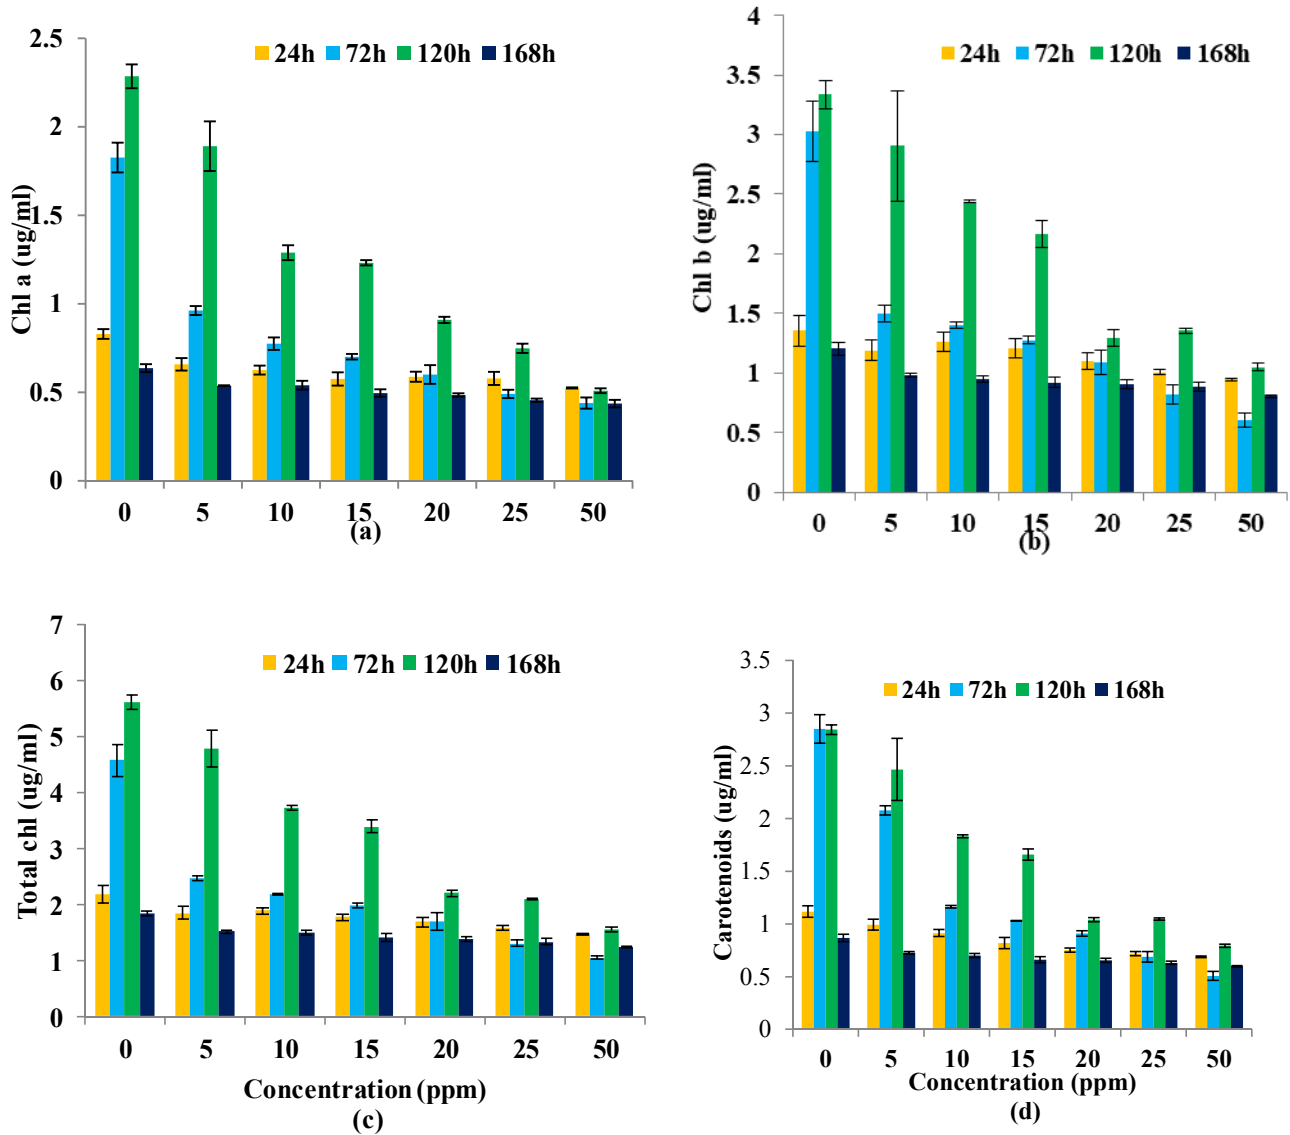 Chl a (ug/ml)
2.5
2
1.5
1
0.5
0
24h 72h 120h 168h
0 5 10 15 20 25 50
(a)
Chl b (ug/ml)
4
3.5
3
2.5
2
1.5
1
0.5
0
24h 72h 120h 168h
0 5 10 15 20 25 50
(b)
Total chl (ug/ml)
7
6
5
4
3
2
1
0
24h 72h 120h 168h
0 5 10 15 20 25 50
Concentration (ppm)
(c)
Carotenoids (ug/ml)
3.5
3
2.5
2
1.5
1
0.5
0
24h 72h 120h 168h
0 5 10 15 20 25 50
Concentration (ppm)
(d)